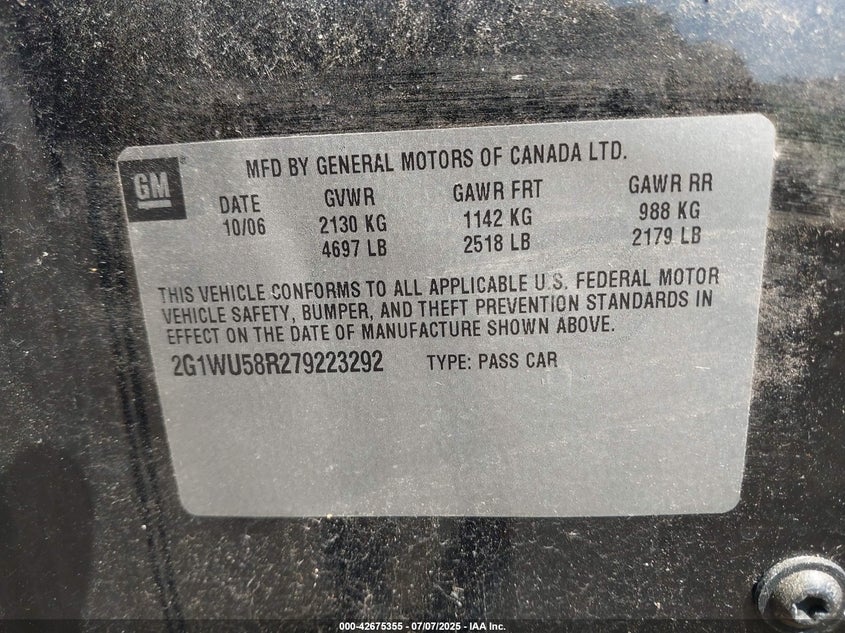 MFD BY GENERAL MOTORS OF CANADA LTD.
GM
DATE GVWR GAWR FRT GAWR RR
10/06 2130 KG 1142 KG 988 KG
4697 LB 2518 LB 2179 LB
THIS VEHICLE CONFORMS TO ALL APPLICABLE U.S. FEDERAL MOTOR
VEHICLE SAFETY, BUMPER, AND THEFT PREVENTION STANDARDS IN
EFFECT ON THE DATE OF MANUFACTURE SHOWN ABOVE.
2G1WU58R279223292 TYPE: PASS CAR
000-42675355 - 07/07/2025 - IAA Inc.